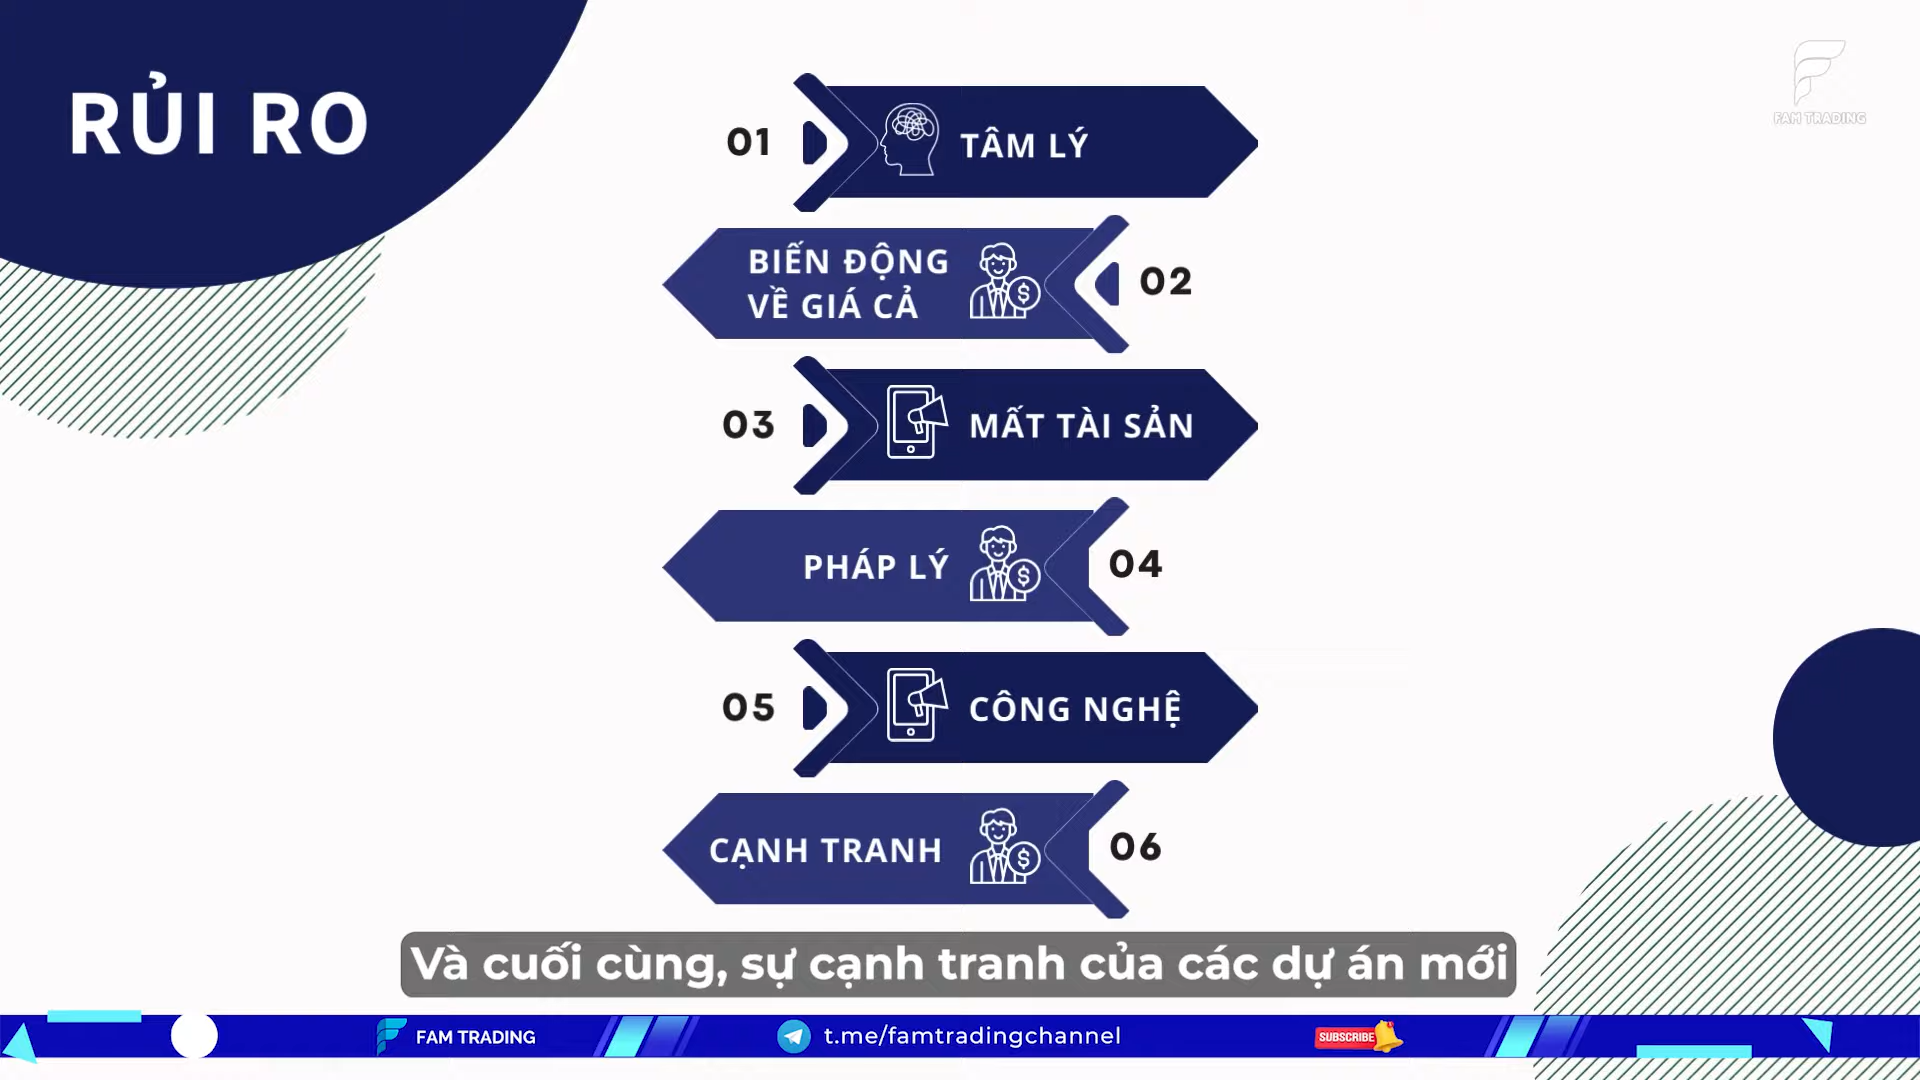 RỦI RO
FAM TRADING
01
TÂM LÝ
BIẾN ĐỘNG
VỀ GIÁ CẢ
02
03
MẤT TÀI SẢN
PHÁP LÝ
04
05
CÔNG NGHỆ
CẠNH TRANH
06
Và cuối cùng, sự cạnh tranh của các dự án mới
FAM TRADING
t.me/famtradingchannel
SUBSCRIBE